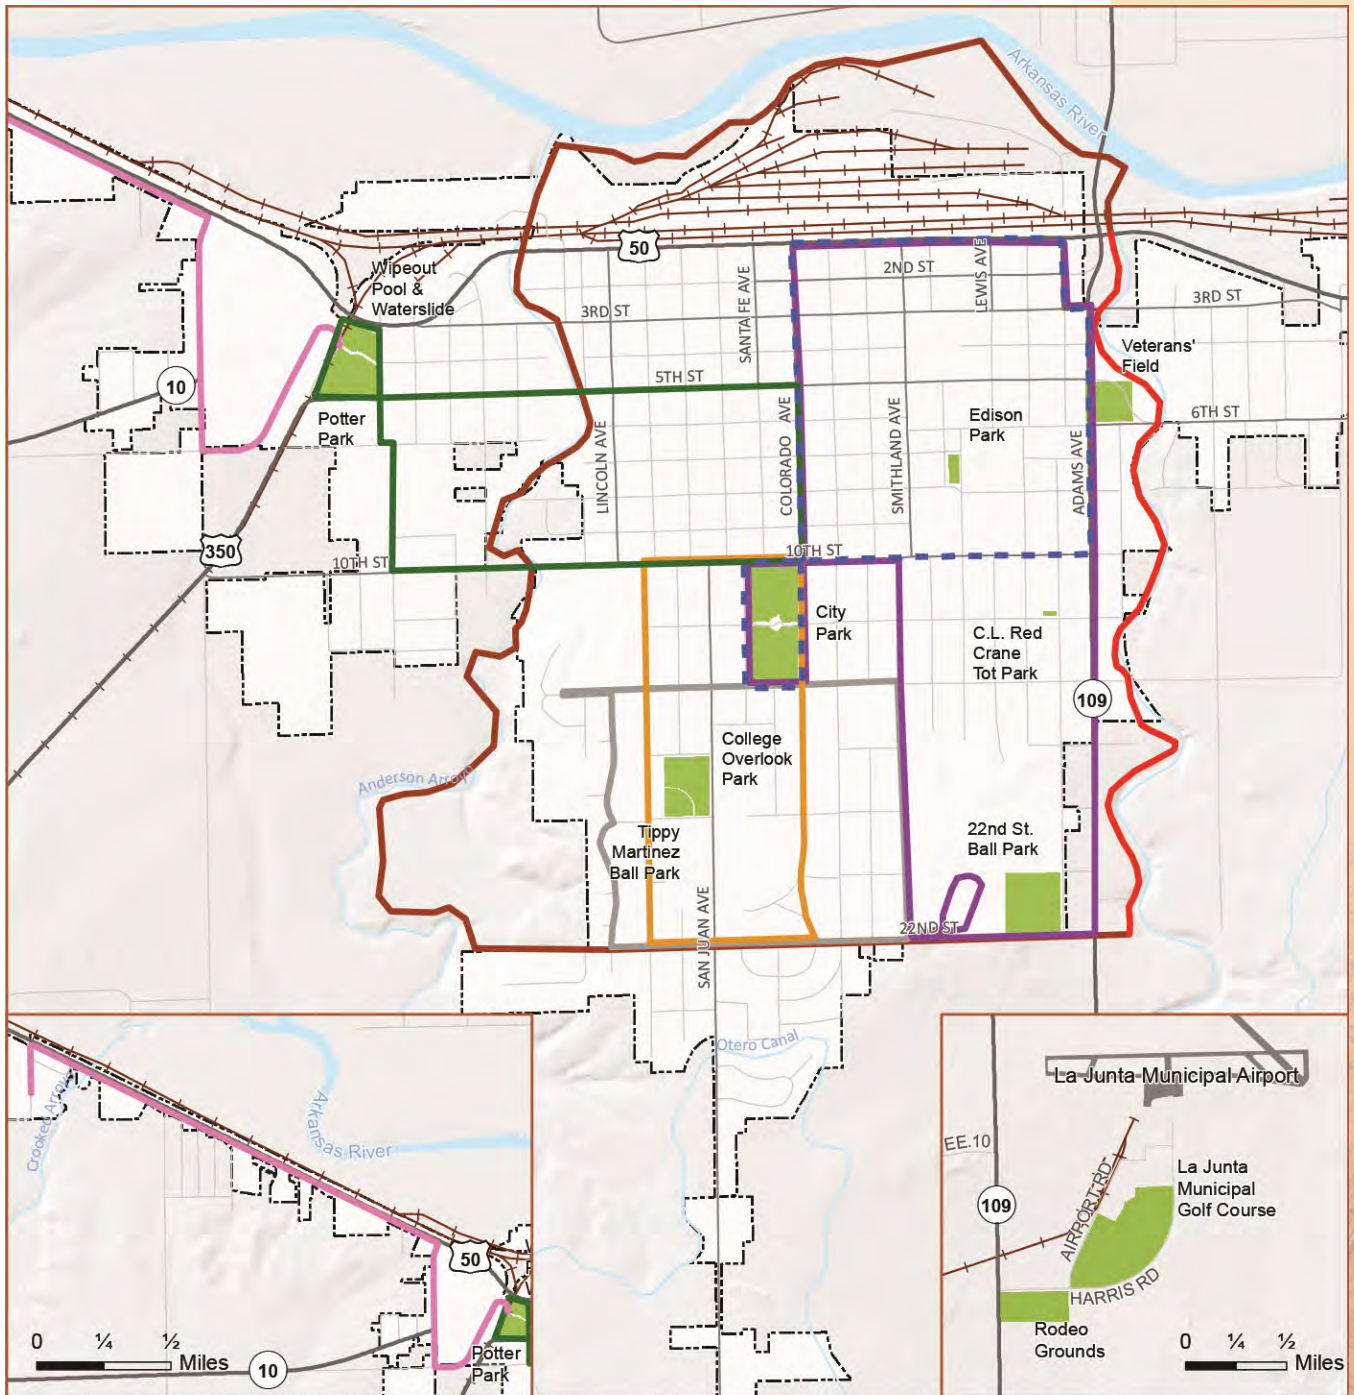 Arkansas River
50
Wipeout
Pool &
Waterslide
2ND ST
LEWIS AVE
SANTA FE AVE
3RD ST
3RD ST
Veterans'
Field
5TH ST
10
Potter
Park
COLORADO AVE
SMITHLAND AVE
Edison
Park
ADAMS AVE
6TH ST
LINCOLN AVE
350
10TH ST
10TH ST
City
Park
C.L. Red
Crane
Tot Park
109
College
Overlook
Park
Anderson Arroyo
Tippy
Martinez
Ball Park
22nd St.
Ball Park
SAN JUAN AVE
22ND ST
Otero Canal
Crooked Arroyo
Arkansas River
50
Potter
Park
10
0 ¼ ½
Miles
La Junta Municipal Airport
EE.10
109
AIRPORT RD
La Junta
Municipal
Golf Course
HARRIS RD
Rodeo
Grounds
0 ¼ ½
Miles